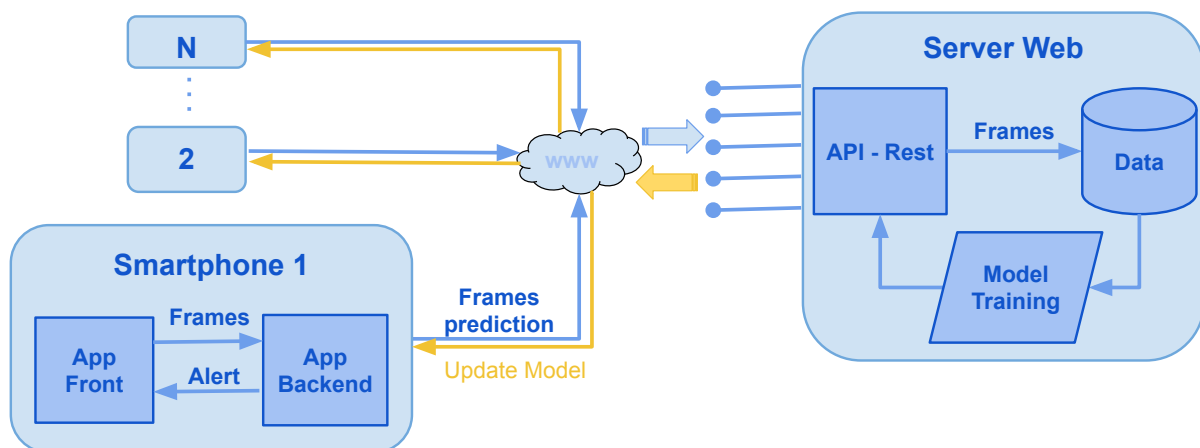 N
2
www
Server Web
API - Rest
Frames
Data
Model
Training
Smartphone 1
Frames
App
Front
Alert
App
Backend
Frames
prediction
Update Model